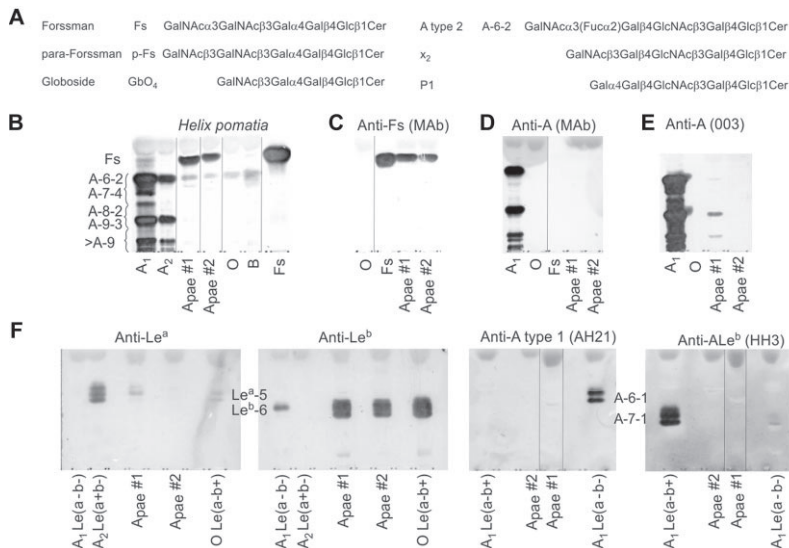 A
Forssman Fs GalNAcα3GalNAcβ3Galα4Galβ4Glcβ1Cer
para-Forssman p-Fs GalNAcβ3GalNAcβ3Galα4Galβ4Glcβ1Cer
Globoside GbO4 GalNAcβ3Galα4Galβ4Glcβ1Cer
A type 2 A-6-2 GalNAcα3(Fucα2)Galβ4GlcNAcβ3Galβ4Glcβ1Cer
x2 GalNAcβ3Galβ4GlcNAcβ3Galβ4Glcβ1Cer
P1 Galα4Galβ4GlcNAcβ3Galβ4Glcβ1Cer
B
Helix pomatia
Fs
A-6-2
A-7-4
A-8-2
A-9-3
>A-9
A1 A2 Apae #1 Apae #2 O B Fs
C
Anti-Fs (MAb)
O Fs Apae #1 Apae #2
D
Anti-A (MAb)
A1 O Fs Apae #1 Apae #2
E
Anti-A (003)
A1 O Apae #1 Apae #2
F
Anti-Lea
Lea-5
Leb-6
A1 Le(a-b-) A2 Le(a+b-) Apae #1 Apae #2 O Le(a-b+)
Anti-Leb
A1 Le(a-b-) A2 Le(a+b-) Apae #1 Apae #2 O Le(a-b+)
Anti-A type 1 (AH21)
A-6-1
A-7-1
A1 Le(a-b+) Apae #2 Apae #1 A1 Le(a-b-)
Anti-ALeb (HH3)
A1 Le(a-b+) Apae #2 Apae #1 A1 Le(a-b-)